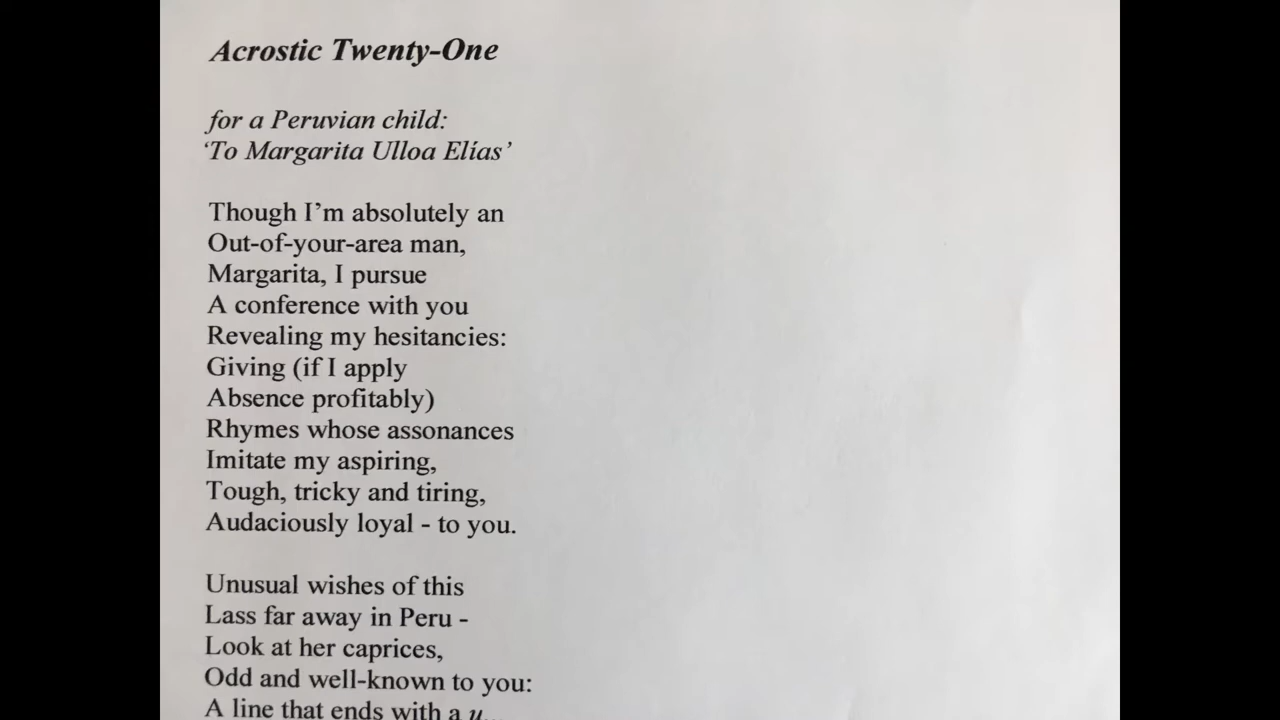 Acrostic Twenty-One
for a Peruvian child:
‘To Margarita Ulloa Elías’
Though I’m absolutely an
Out-of-your-area man,
Margarita, I pursue
A conference with you
Revealing my hesitancies:
Giving (if I apply
Absence profitably)
Rhymes whose assonances
Imitate my aspiring,
Tough, tricky and tiring,
Audaciously loyal - to you.
Unusual wishes of this
Lass far away in Peru -
Look at her caprices,
Odd and well-known to you:
A line that ends with a u...